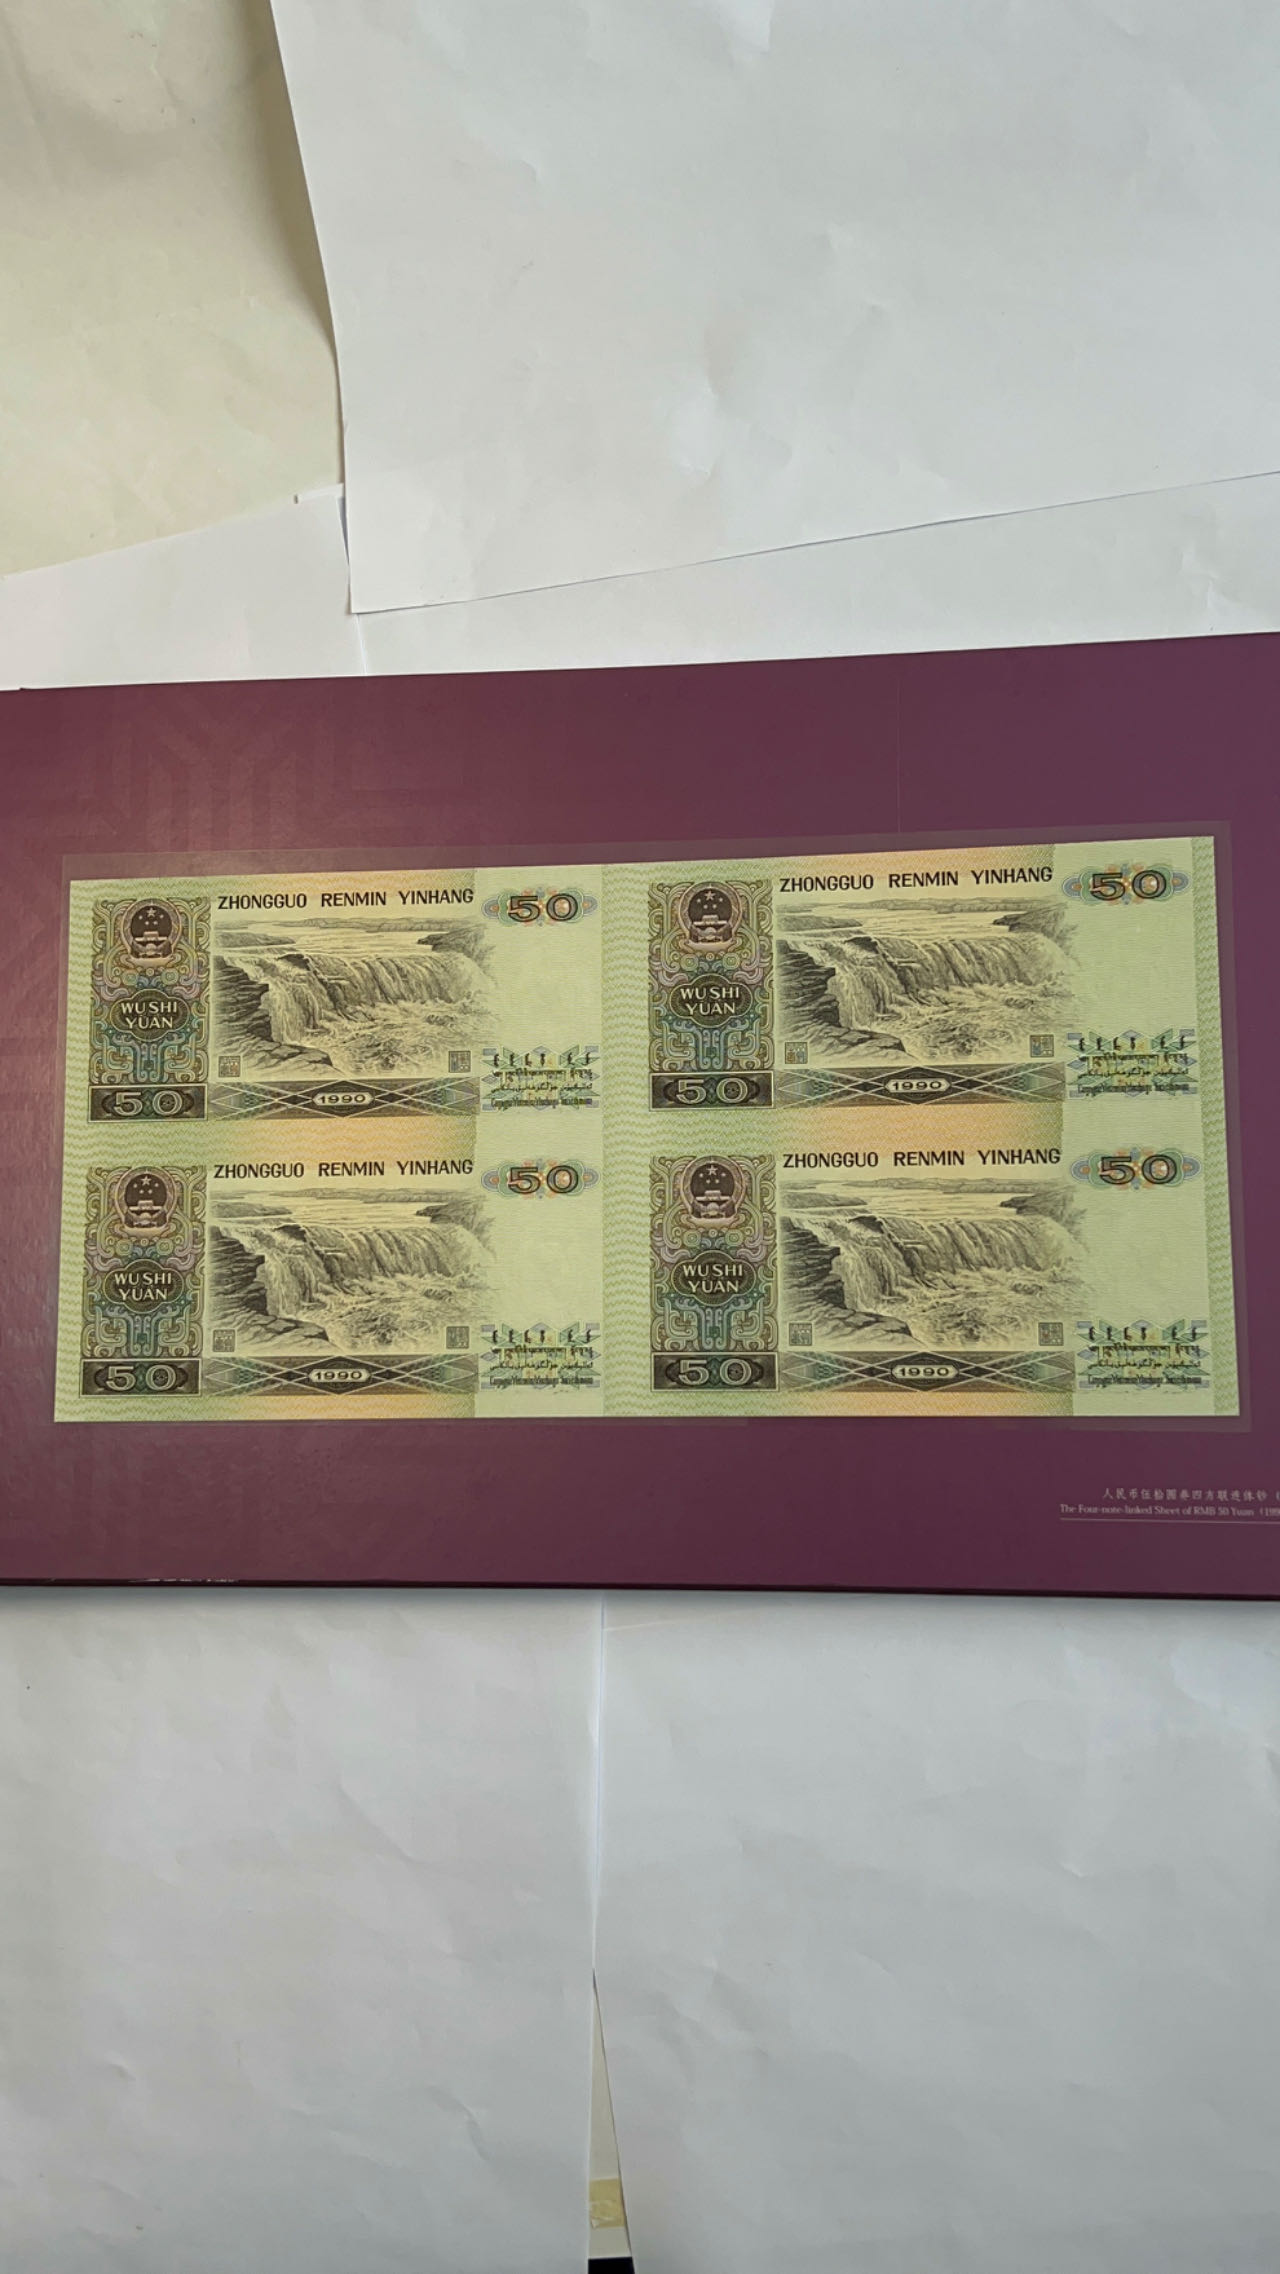 ZHONGGUO RENMIN YINHANG
50
WU SHI
YUAN
50
1990
ZHONGGUO RENMIN YINHANG
50
WU SHI
YUAN
50
1990
ZHONGGUO RENMIN YINHANG
50
WU SHI
YUAN
50
1990
ZHONGGUO RENMIN YINHANG
50
WU SHI
YUAN
50
1990
人民币伍拾圆券四方联连体钞
The Four-note-linked Sheet of RMB 50 Yuan (199